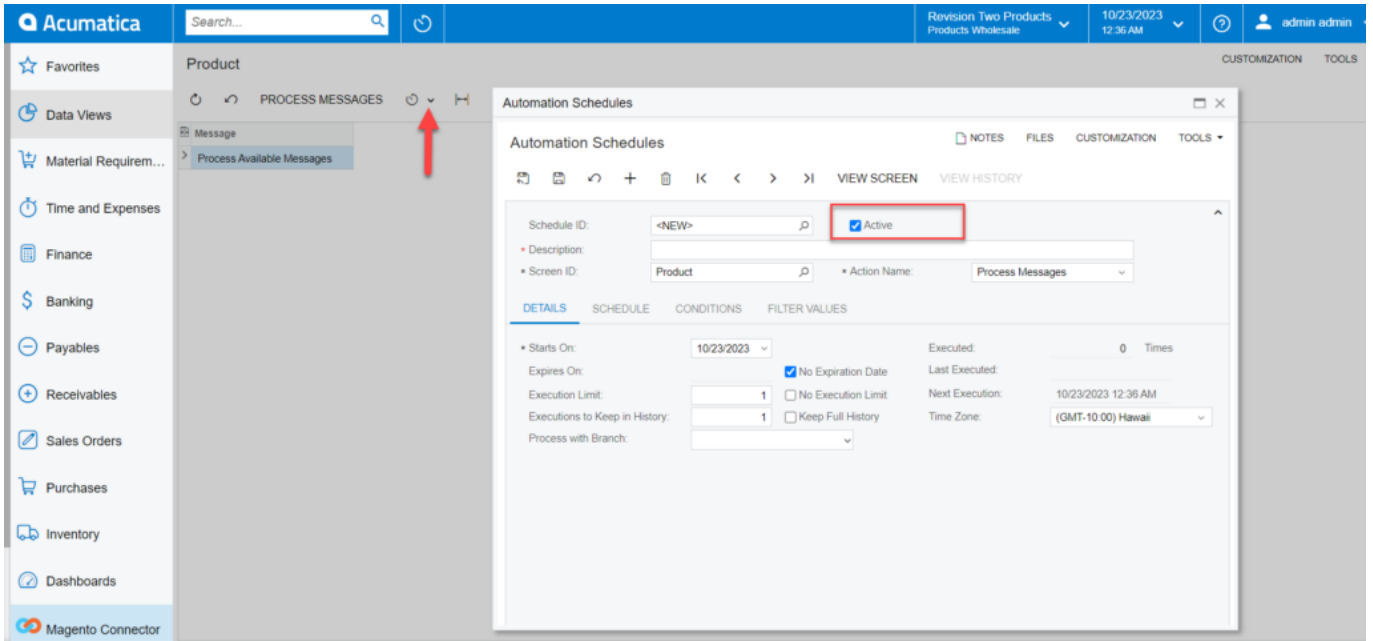 Acumatica
Search...
Revision Two Products
Products Wholesale
10/23/2023
12:36 AM
admin admin
Favorites
Data Views
Material Requirem...
Time and Expenses
Finance
Banking
Payables
Receivables
Sales Orders
Purchases
Inventory
Dashboards
Magento Connector
Product
CUSTOMIZATION TOOLS
PROCESS MESSAGES
Message
Process Available Messages
Automation Schedules
Automation Schedules
NOTES FILES CUSTOMIZATION TOOLS
VIEW SCREEN VIEW HISTORY
Schedule ID: <NEW> Active
* Description:
* Screen ID: Product * Action Name: Process Messages
DETAILS SCHEDULE CONDITIONS FILTER VALUES
* Starts On: 10/23/2023 Executed: 0 Times
Expires On: No Expiration Date Last Executed:
Execution Limit: 1 No Execution Limit Next Execution: 10/23/2023 12:36 AM
Executions to Keep in History: 1 Keep Full History Time Zone: (GMT-10:00) Hawaii
Process with Branch: